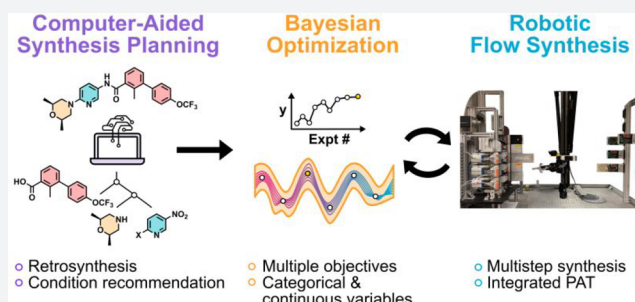 Computer-Aided
Synthesis Planning
Bayesian
Optimization
Robotic
Flow Synthesis
H
N
O
N
N
O
OCF₃
y
Expt #
HO
O
OCF₃
NH
O
NO₂
X
N
Retrosynthesis
Condition recommendation
Multiple objectives
Categorical &
continuous variables
Multistep synthesis
Integrated PAT